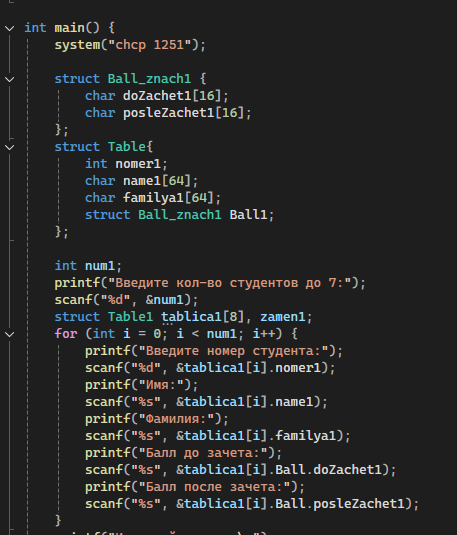 int main() {
system("chcp 1251");
struct Ball_znach1 {
char doZachet1[16];
char posleZachet1[16];
};
struct Table{
int nomer1;
char name1[64];
char familya1[64];
struct Ball_znach1 Ball1;
};
int num1;
printf("Введите кол-во студентов до 7:");
scanf("%d", &num1);
struct Table1 tablica1[8], zamen1;
for (int i = 0; i < num1; i++) {
printf("Введите номер студента:");
scanf("%d", &tablica1[i].nomer1);
printf("Имя:");
scanf("%s", &tablica1[i].name1);
printf("Фамилия:");
scanf("%s", &tablica1[i].familya1);
printf("Балл до зачета:");
scanf("%s", &tablica1[i].Ball.doZachet1);
printf("Балл после зачета:");
scanf("%s", &tablica1[i].Ball.posleZachet1);
}